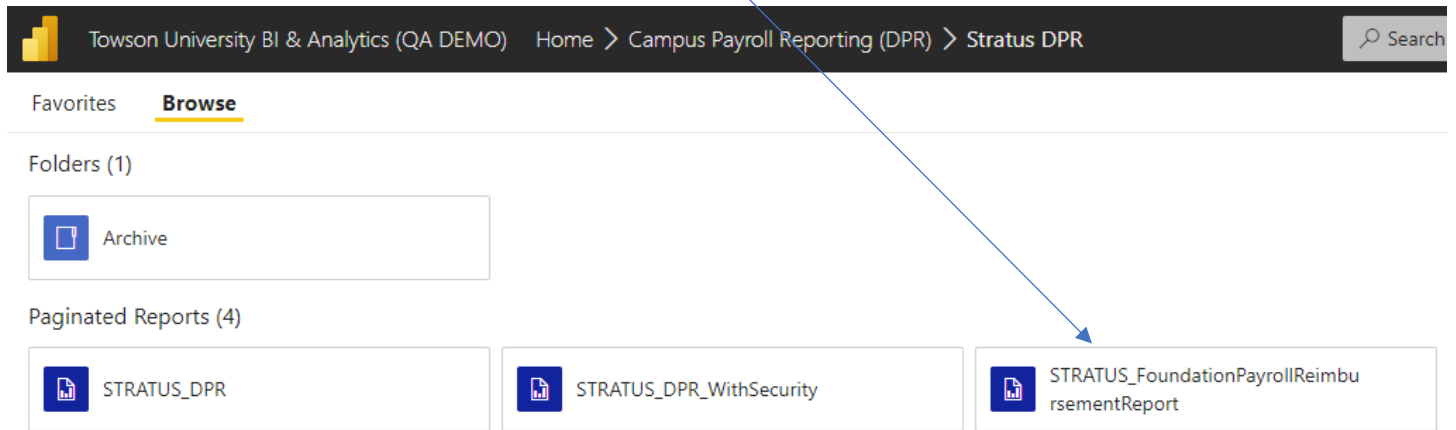 Towson University BI & Analytics (QA DEMO) Home > Campus Payroll Reporting (DPR) > Stratus DPR Search
Favorites Browse
Folders (1)
Archive
Paginated Reports (4)
STRATUS_DPR STRATUS_DPR_WithSecurity STRATUS_FoundationPayrollReimbu
rsementReport